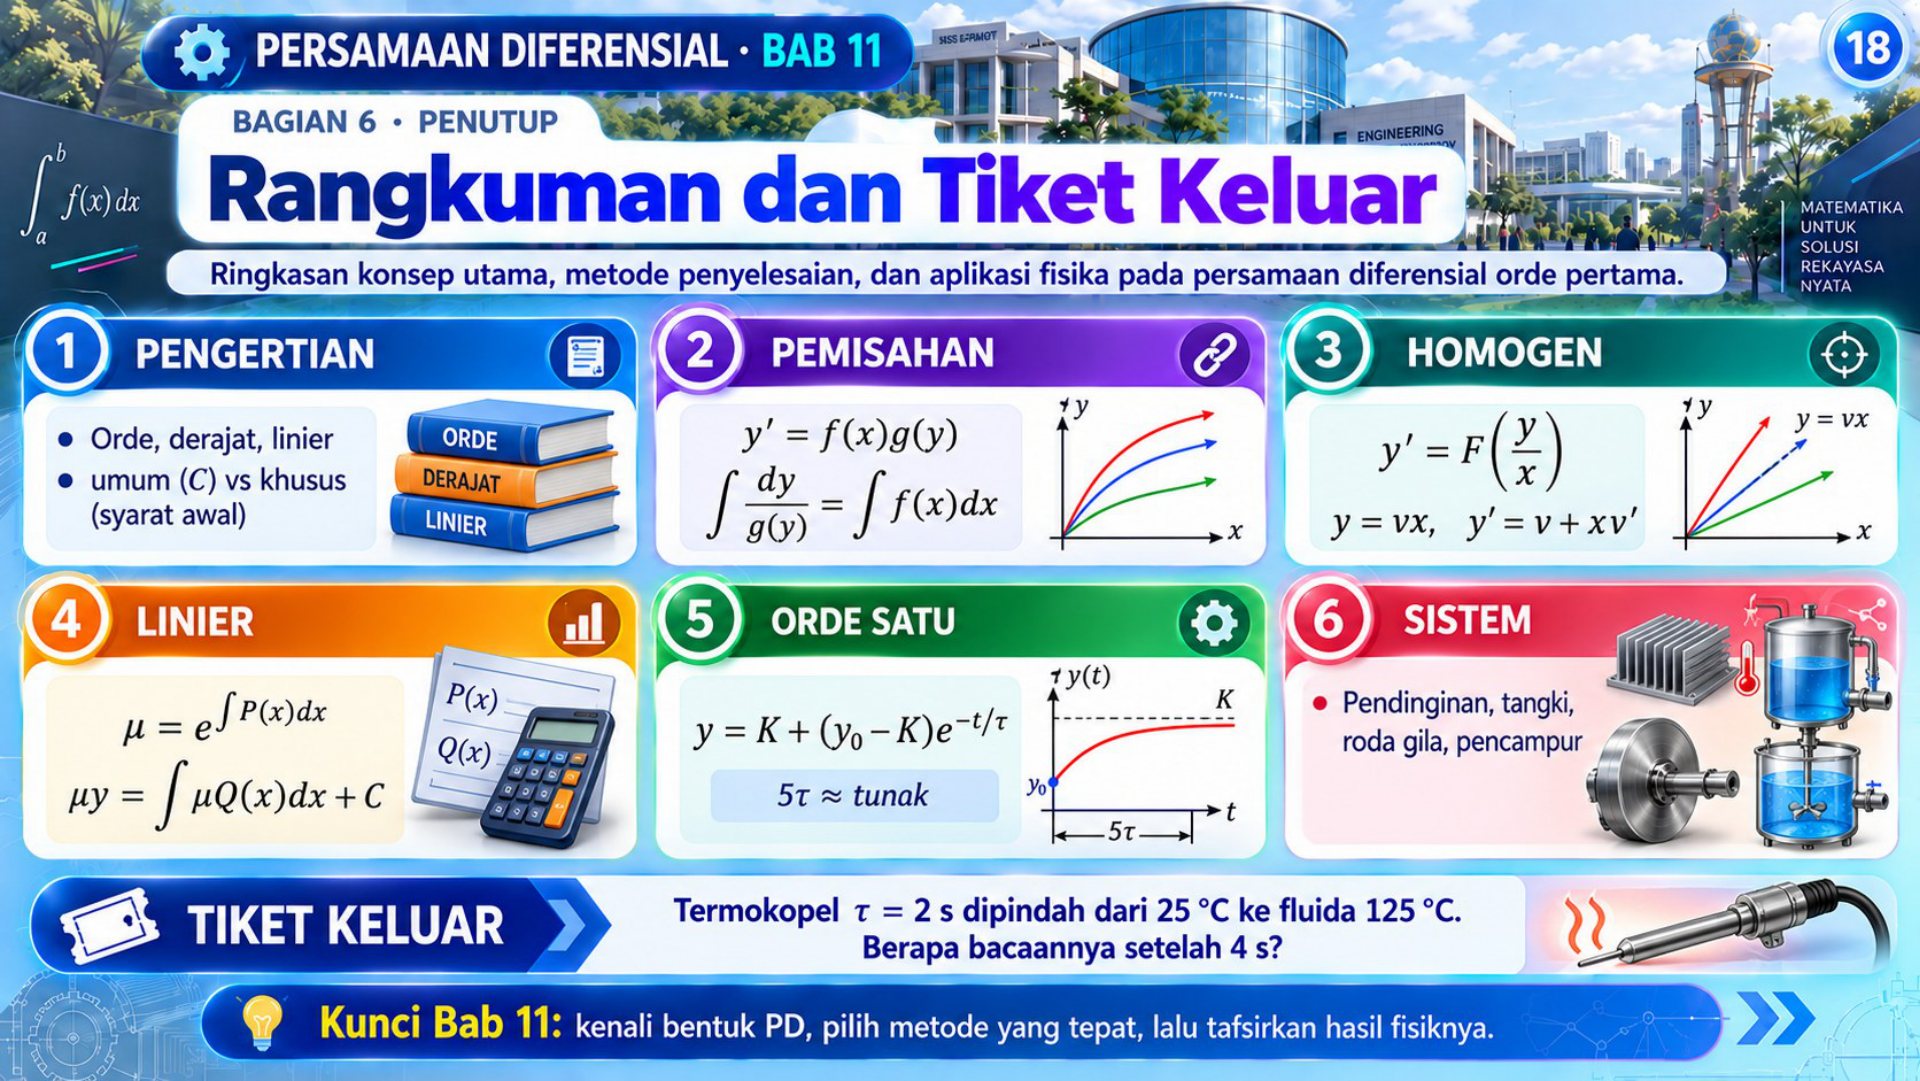 PERSAMAAN DIFERENSIAL · BAB 11
18
BAGIAN 6 · PENUTUP
Rangkuman dan Tiket Keluar
ENGINEERING
∫_a^b f(x) dx
MATEMATIKA
UNTUK
SOLUSI
REKAYASA
NYATA
Ringkasan konsep utama, metode penyelesaian, dan aplikasi fisika pada persamaan diferensial orde pertama.
1 PENGERTIAN
• Orde, derajat, linier
• umum (C) vs khusus
(syarat awal)
ORDE
DERAJAT
LINIER
2 PEMISAHAN
y′ = f(x)g(y)
∫ dy/g(y) = ∫ f(x)dx
y
x
3 HOMOGEN
y′ = F(y/x)
y = vx, y′ = v + xv′
y
y = vx
x
4 LINIER
μ = e^{∫ P(x)dx}
μy = ∫ μQ(x)dx + C
P(x)
Q(x)
5 ORDE SATU
y = K + (y₀ – K)e^{–t/τ}
5τ ≈ tunak
y(t)
K
y₀
t
5τ
6 SISTEM
• Pendinginan, tangki,
roda gila, pencampur
TIKET KELUAR
Termokopel τ = 2 s dipindah dari 25 °C ke fluida 125 °C.
Berapa bacaannya setelah 4 s?
Kunci Bab 11: kenali bentuk PD, pilih metode yang tepat, lalu tafsirkan hasil fisiknya.